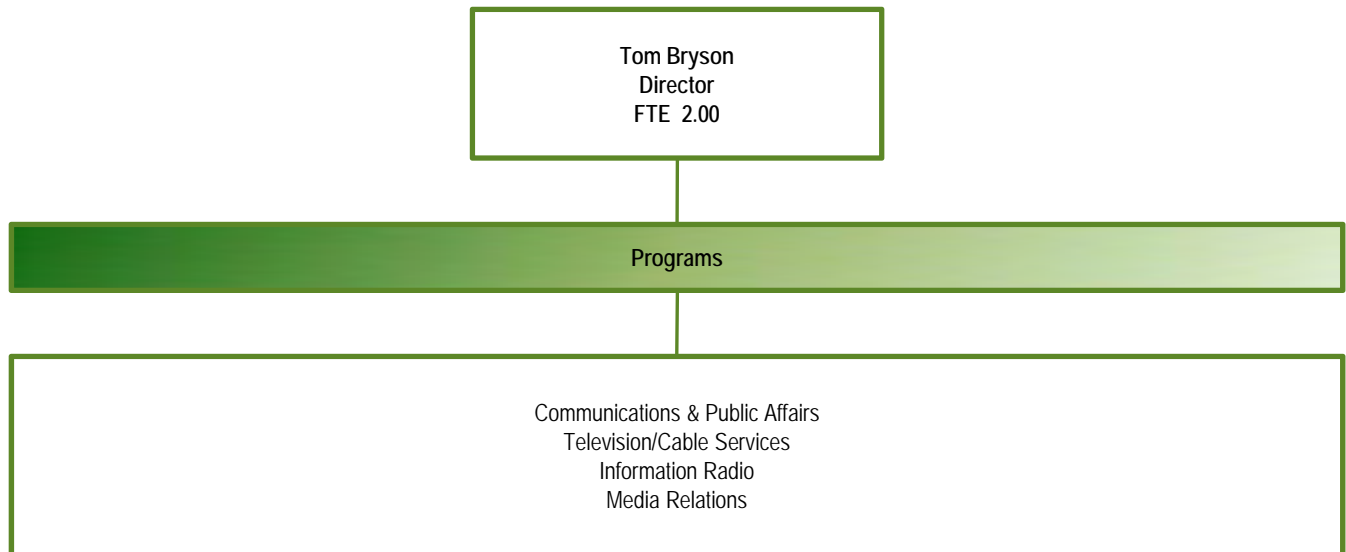 Tom Bryson
Director
FTE 2.00
Programs
Communications & Public Affairs
Television/Cable Services
Information Radio
Media Relations